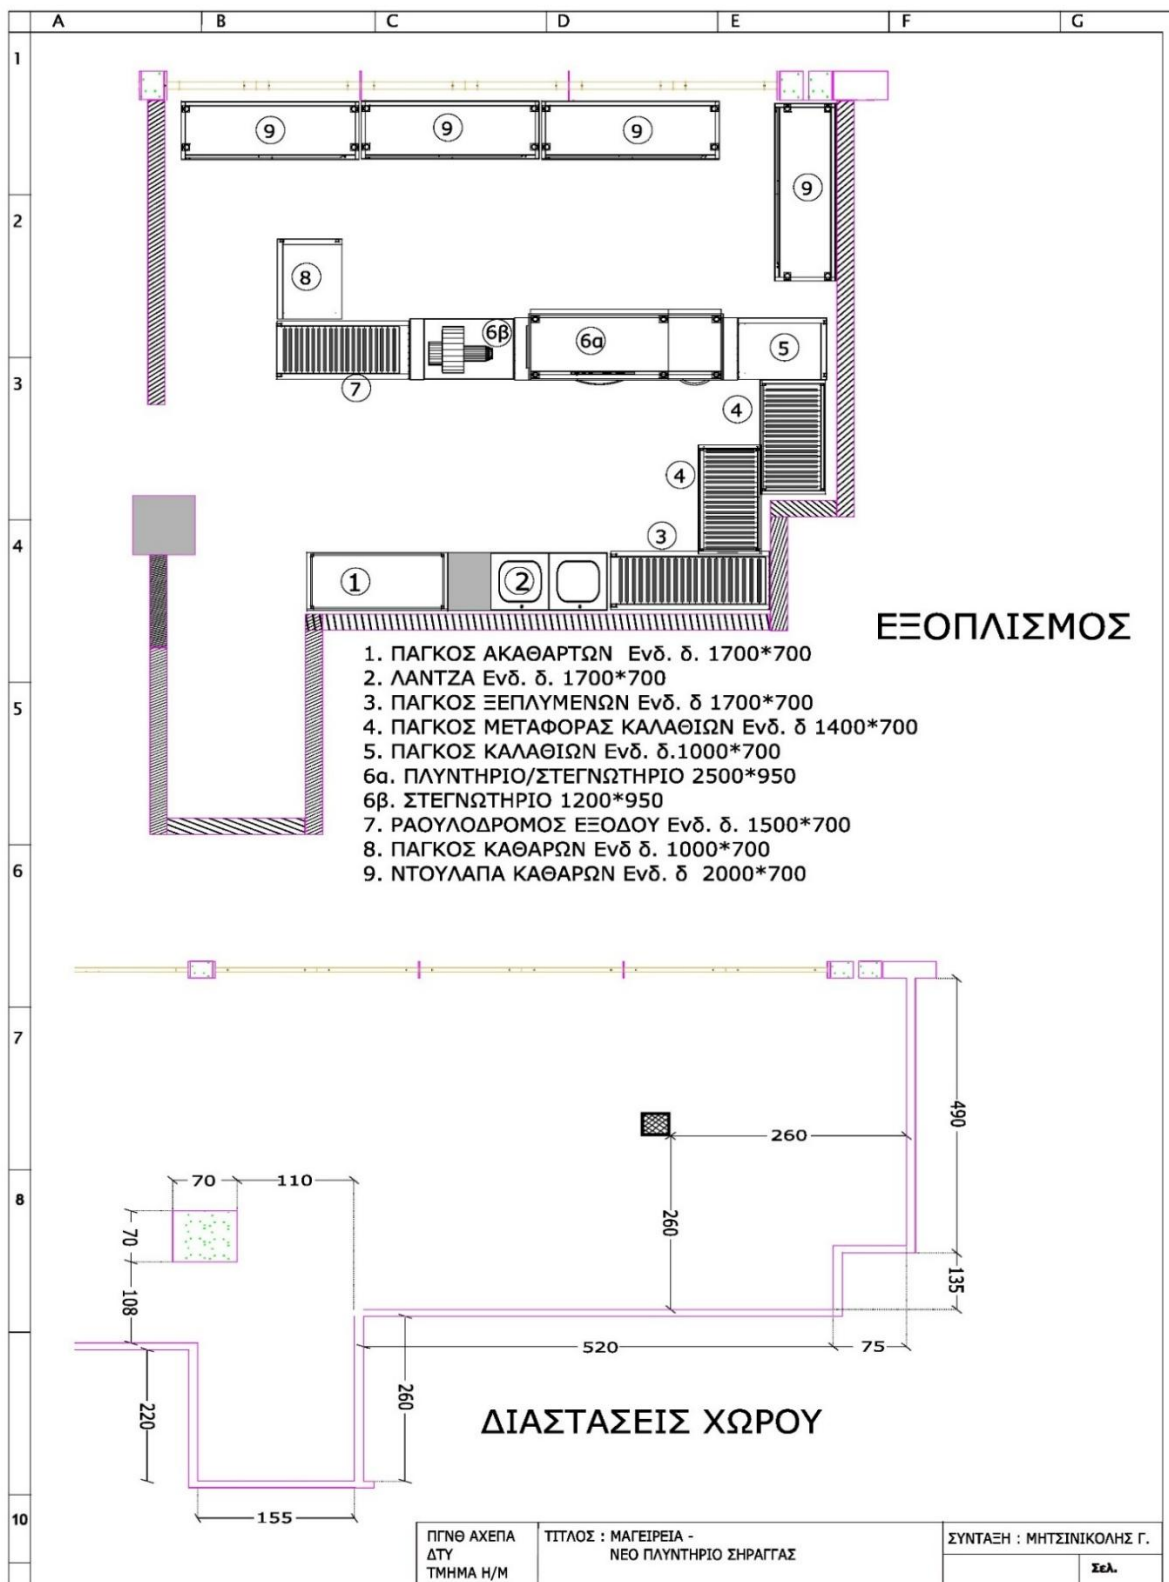 A B C D E F G
1
9 9 9
9
2
8
6β 6α 5
3
7
4
4
4
3
1 2
ΕΞΟΠΛΙΣΜΟΣ
1. ΠΑΓΚΟΣ ΑΚΑΘΑΡΤΩΝ Ενδ. δ. 1700*700
2. ΛΑΝΤΖΑ Ενδ. δ. 1700*700
3. ΠΑΓΚΟΣ ΞΕΠΛΥΜΕΝΩΝ Ενδ. δ 1700*700
4. ΠΑΓΚΟΣ ΜΕΤΑΦΟΡΑΣ ΚΑΛΑΘΙΩΝ Ενδ. δ 1400*700
5. ΠΑΓΚΟΣ ΚΑΛΑΘΙΩΝ Ενδ. δ.1000*700
6α. ΠΛΥΝΤΗΡΙΟ/ΣΤΕΓΝΩΤΗΡΙΟ 2500*950
6β. ΣΤΕΓΝΩΤΗΡΙΟ 1200*950
7. ΡΑΟΥΛΟΔΡΟΜΟΣ ΕΞΟΔΟΥ Ενδ. δ. 1500*700
8. ΠΑΓΚΟΣ ΚΑΘΑΡΩΝ Ενδ δ. 1000*700
9. ΝΤΟΥΛΑΠΑ ΚΑΘΑΡΩΝ Ενδ. δ 2000*700
5
6
7
490
260
8
70 110
70
260
108
135
520 75
220
260
ΔΙΑΣΤΑΣΕΙΣ ΧΩΡΟΥ
155
10
ΠΓΝΘ ΑΧΕΠΑ
ΔΤΥ
ΤΜΗΜΑ Η/Μ
ΤΙΤΛΟΣ : ΜΑΓΕΙΡΕΙΑ -
ΝΕΟ ΠΛΥΝΤΗΡΙΟ ΣΗΡΑΓΓΑΣ
ΣΥΝΤΑΞΗ : ΜΗΤΣΙΝΙΚΟΛΗΣ Γ.
Σελ.